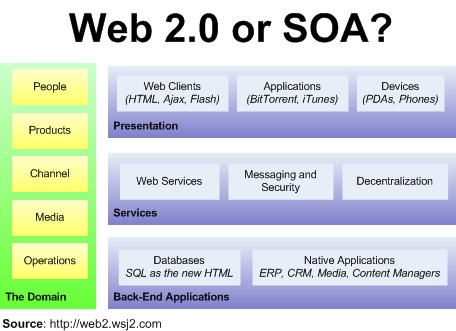 Web 2.0 or SOA?
People
Products
Channel
Media
Operations
The Domain
Web Clients
(HTML, Ajax, Flash)
Applications
(BitTorrent, iTunes)
Devices
(PDAs, Phones)
Presentation
Web Services
Messaging and
Security
Decentralization
Services
Databases
SQL as the new HTML
Native Applications
ERP, CRM, Media, Content Managers
Back-End Applications
Source: http://web2.wsj2.com